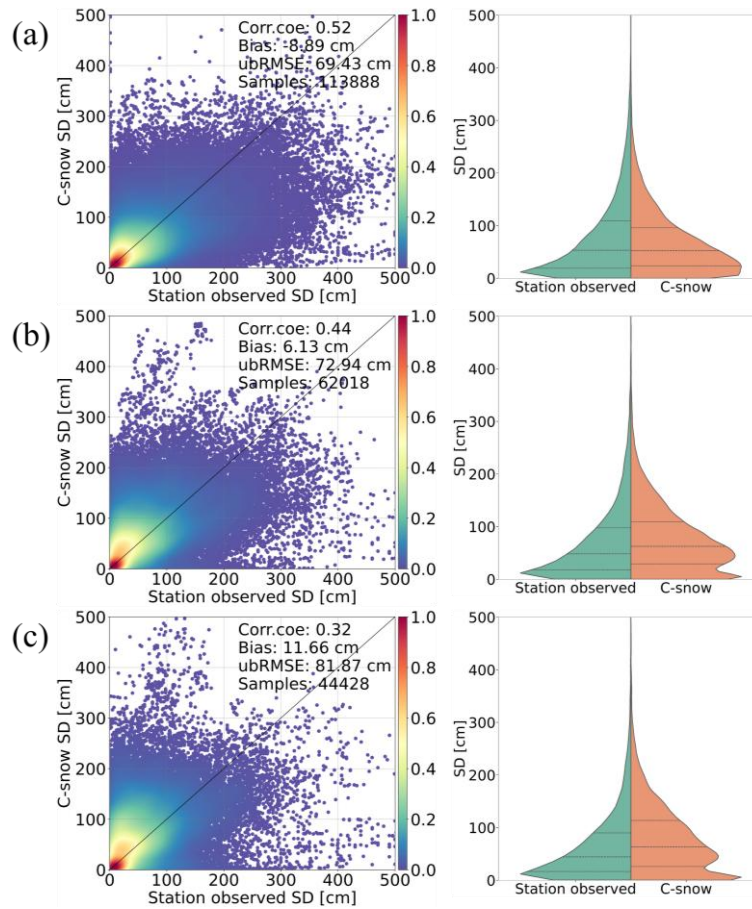 (a)
500
400
300
200
100
0
C-snow SD [cm]
Corr.coe: 0.52
Bias: -8.89 cm
ubRMSE: 69.43 cm
Samples: 113888
0 100 200 300 400 500
Station observed SD [cm]
1.0
0.8
0.6
0.4
0.2
0.0
500
400
300
200
100
0
SD [cm]
Station observed C-snow
(b)
500
400
300
200
100
0
C-snow SD [cm]
Corr.coe: 0.44
Bias: 6.13 cm
ubRMSE: 72.94 cm
Samples: 62018
0 100 200 300 400 500
Station observed SD [cm]
1.0
0.8
0.6
0.4
0.2
0.0
500
400
300
200
100
0
SD [cm]
Station observed C-snow
(c)
500
400
300
200
100
0
C-snow SD [cm]
Corr.coe: 0.32
Bias: 11.66 cm
ubRMSE: 81.87 cm
Samples: 44428
0 100 200 300 400 500
Station observed SD [cm]
1.0
0.8
0.6
0.4
0.2
0.0
500
400
300
200
100
0
SD [cm]
Station observed C-snow